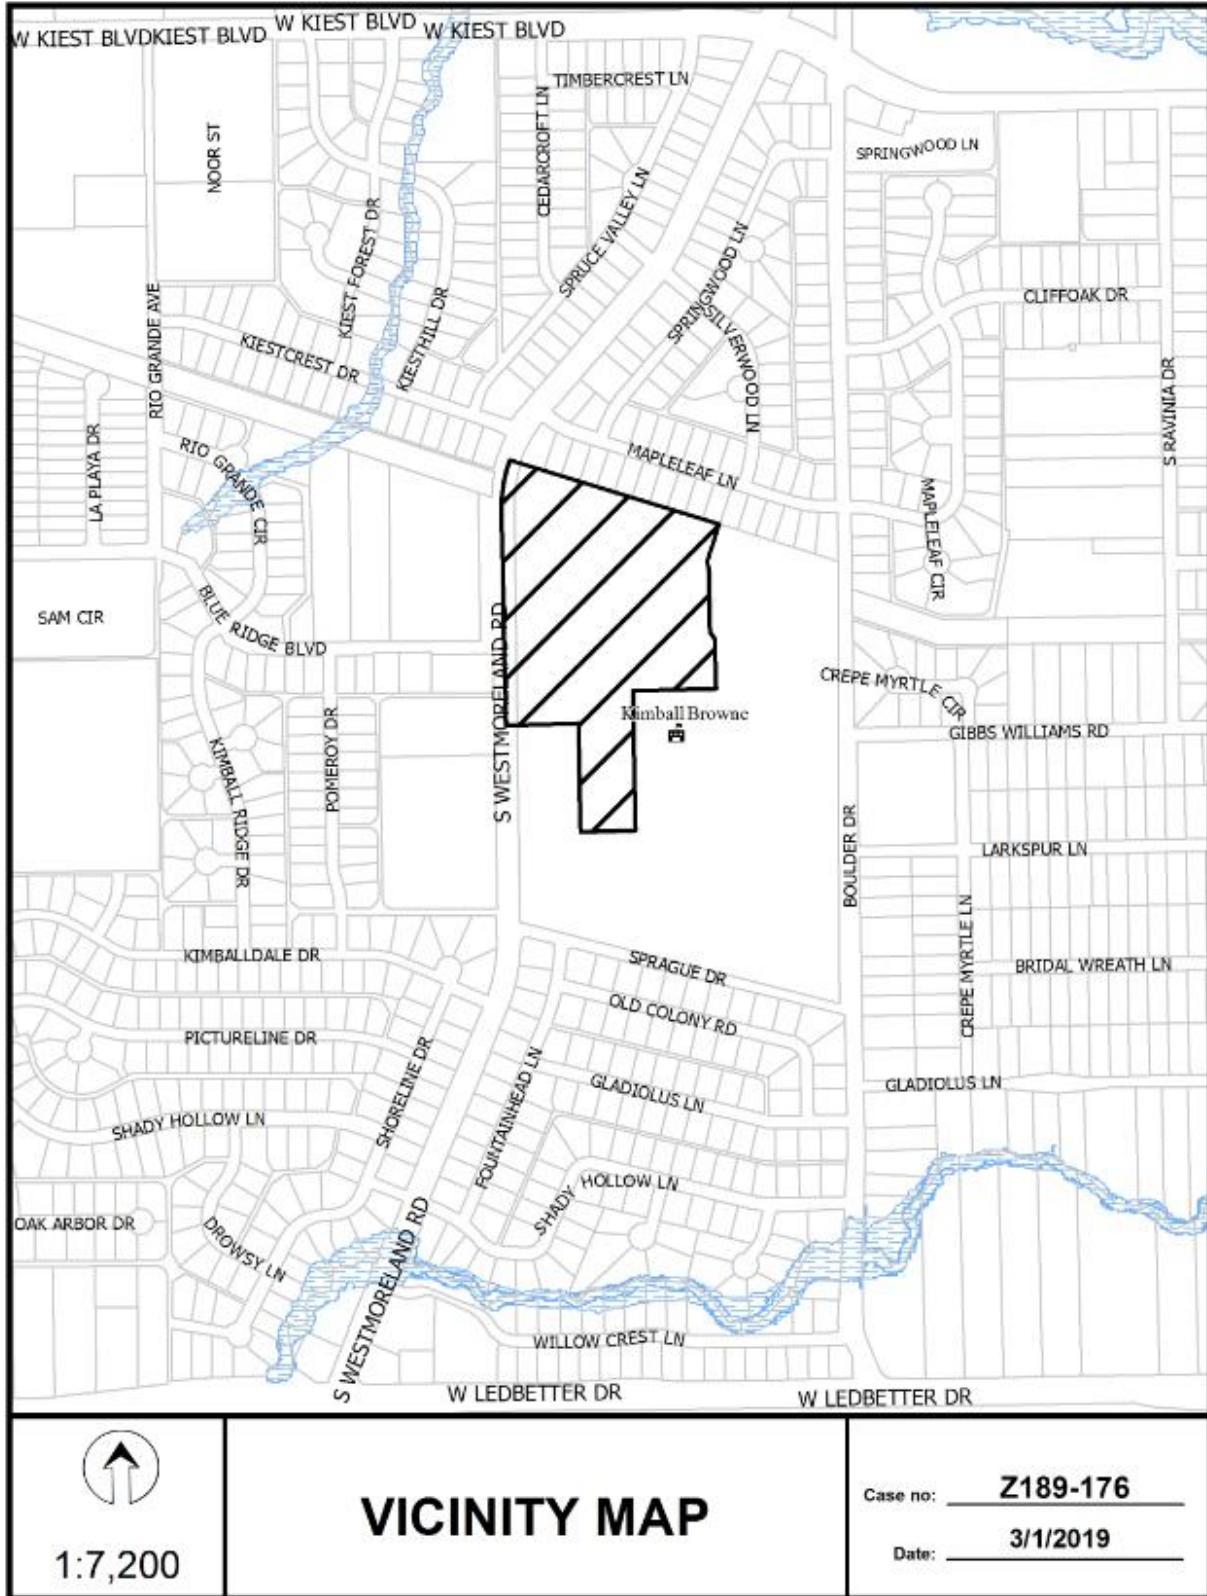 W KIEST BLVD
KIEST BLVD
W KIEST BLVD
W KIEST BLVD
TIMBERCREST LN
NOOR ST
CEDARCROFT LN
SPRINGWOOD LN
KIEST FOREST DR
SPRUCE VALLEY LN
SPRINGWOOD LN
SILVERWOOD LN
CLIFFOAK DR
RIO GRANDE AVE
KIESTCREST DR
KIESTHILL DR
S RAVINIA DR
LA PLAYA DR
RIO GRANDE CIR
MAPLELEAF LN
MAPLELEAF CIR
SAM CIR
BLUE RIDGE BLVD
S WESTMORELAND RD
CREPE MYRTLE CIR
Kimball Browne
GIBBS WILLIAMS RD
KIMBALL RIDGE DR
POMEROY DR
BOULDER DR
LARKSPUR LN
CREPE MYRTLE LN
KIMBALLDALE DR
SPRAGUE DR
BRIDAL WREATH LN
OLD COLONY RD
PICTURELINE DR
SHORELINE DR
FOUNTAINHEAD LN
GLADIOLUS LN
GLADIOLUS LN
SHADY HOLLOW LN
SHADY HOLLOW LN
OAK ARBOR DR
DROWSY LN
S WESTMORELAND RD
WILLOW CREST LN
W LEDBETTER DR
W LEDBETTER DR
1:7,200
VICINITY MAP
Case no: Z189-176
Date: 3/1/2019